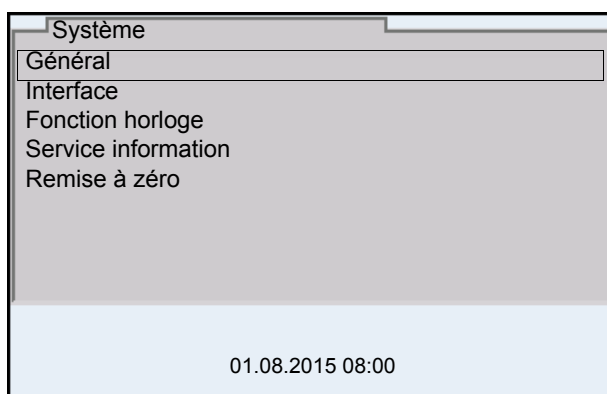 Système
Général
Interface
Fonction horloge
Service information
Remise à zéro
01.08.2015 08:00